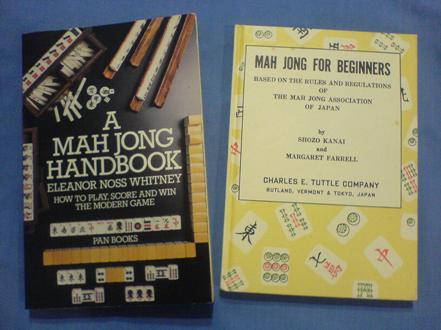 A
MAH JONG
HANDBOOK
ELEANOR NOSS WHITNEY
HOW TO PLAY, SCORE AND WIN
THE MODERN GAME
PAN BOOKS
MAH JONG FOR BEGINNERS
BASED ON THE RULES AND REGULATIONS
OF
THE MAH JONG ASSOCIATION
OF JAPAN
by
SHOZO KANAI
and
MARGARET FARRELL
CHARLES E. TUTTLE COMPANY
RUTLAND, VERMONT & TOKYO, JAPAN
東